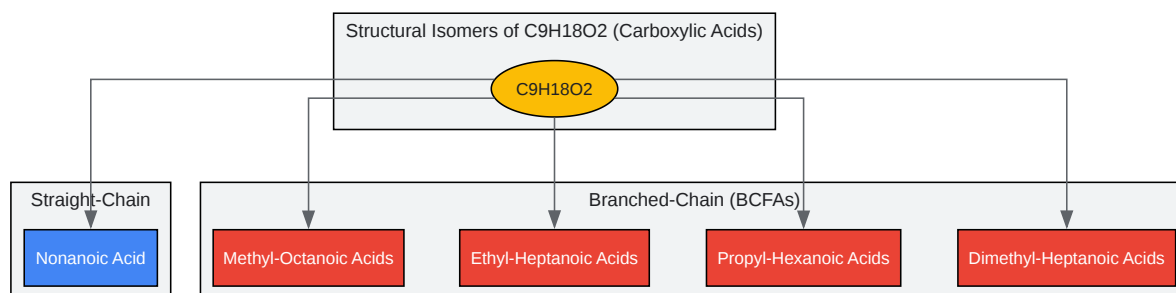 Structural Isomers of C9H18O2 (Carboxylic Acids)
C9H18O2
Straight-Chain
Branched-Chain (BCFAs)
Nonanoic Acid
Methyl-Octanoic Acids
Ethyl-Heptanoic Acids
Propyl-Hexanoic Acids
Dimethyl-Heptanoic Acids